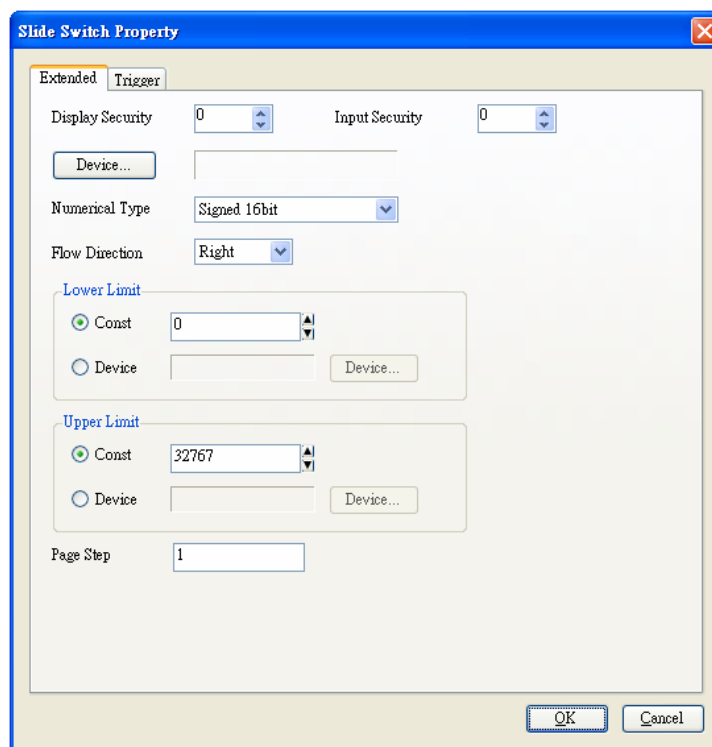 Slide Switch Property
Extended Trigger
Display Security 0 Input Security 0
Device...
Numerical Type Signed 16bit
Flow Direction Right
Lower Limit
Const 0
Device Device...
Upper Limit
Const 32767
Device Device...
Page Step 1
OK Cancel